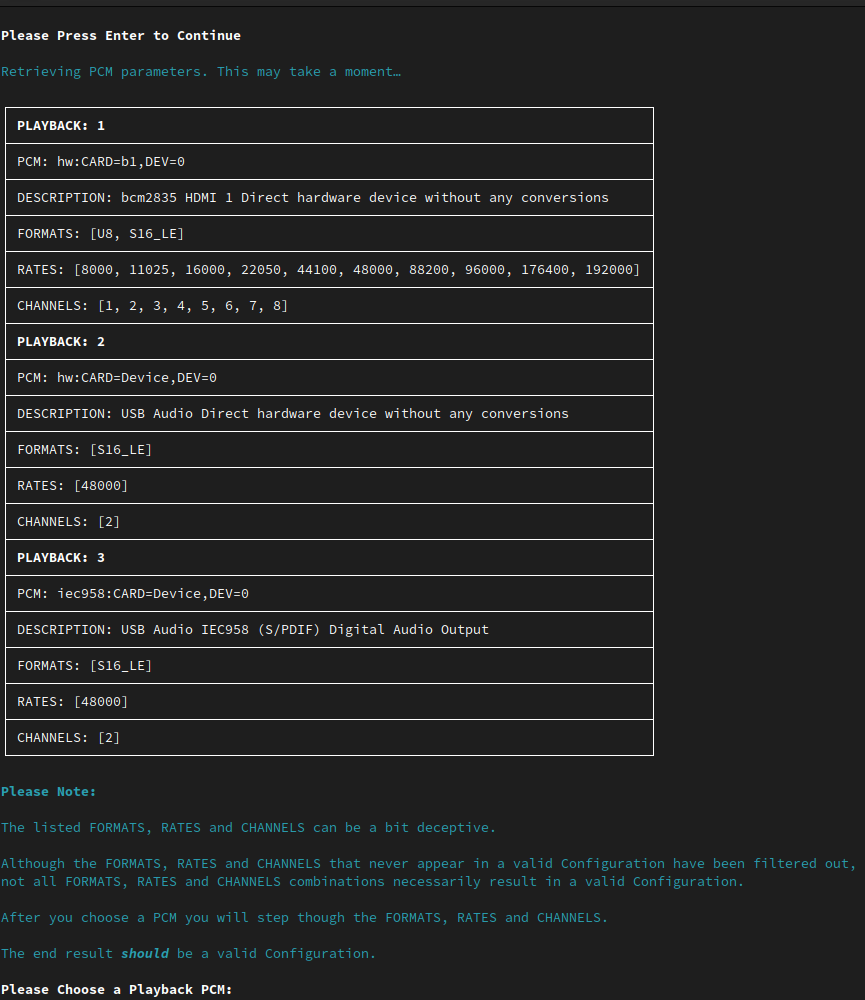 Please Press Enter to Continue
Retrieving PCM parameters. This may take a moment…
PLAYBACK: 1
PCM: hw:CARD=b1,DEV=0
DESCRIPTION: bcm2835 HDMI 1 Direct hardware device without any conversions
FORMATS: [U8, S16_LE]
RATES: [8000, 11025, 16000, 22050, 44100, 48000, 88200, 96000, 176400, 192000]
CHANNELS: [1, 2, 3, 4, 5, 6, 7, 8]
PLAYBACK: 2
PCM: hw:CARD=Device,DEV=0
DESCRIPTION: USB Audio Direct hardware device without any conversions
FORMATS: [S16_LE]
RATES: [48000]
CHANNELS: [2]
PLAYBACK: 3
PCM: iec958:CARD=Device,DEV=0
DESCRIPTION: USB Audio IEC958 (S/PDIF) Digital Audio Output
FORMATS: [S16_LE]
RATES: [48000]
CHANNELS: [2]
Please Note:
The listed FORMATS, RATES and CHANNELS can be a bit deceptive.
Although the FORMATS, RATES and CHANNELS that never appear in a valid Configuration have been filtered out,
not all FORMATS, RATES and CHANNELS combinations necessarily result in a valid Configuration.
After you choose a PCM you will step though the FORMATS, RATES and CHANNELS.
The end result should be a valid Configuration.
Please Choose a Playback PCM: